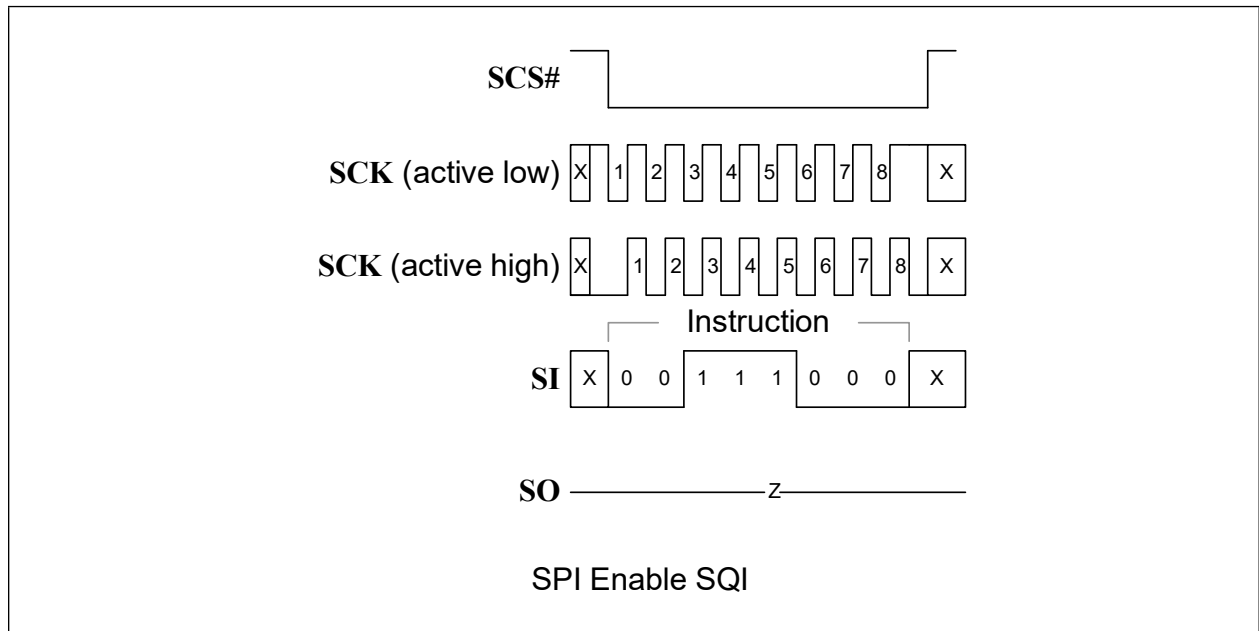 SCS#
SCK (active low) X 1 2 3 4 5 6 7 8 X
SCK (active high) X 1 2 3 4 5 6 7 8 X
Instruction
SI X 0 0 1 1 1 0 0 0 X
SO Z
SPI Enable SQI